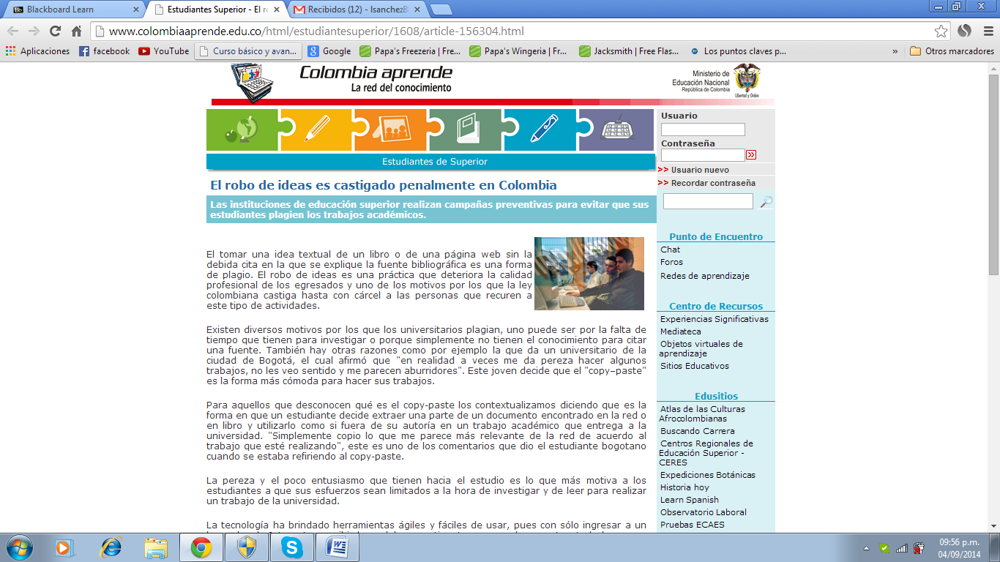 Blackboard Learn
Estudiantes Superior - El r
Recibidos (12) - lsanchez8
www.colombiaaprende.edu.co/html/estudiantesuperior/1608/article-156304.html
Aplicaciones
facebook
YouTube
Curso básico y avan...
Google
Papa's Freezeria | Fre...
Papa's Wingeria | Fr...
Jacksmith | Free Flas...
Los puntos claves p...
»
Otros marcadores
Colombia aprende
La red del conocimiento
Ministerio de
Educación Nacional
República de Colombia
Libertad y Orden
Estudiantes de Superior
El robo de ideas es castigado penalmente en Colombia
Las instituciones de educación superior realizan campañas preventivas para evitar que sus
estudiantes plagien los trabajos académicos.
El tomar una idea textual de un libro o de una página web sin la
debida cita en la que se explique la fuente bibliográfica es una forma
de plagio. El robo de ideas es una práctica que deteriora la calidad
profesional de los egresados y uno de los motivos por los que la ley
colombiana castiga hasta con cárcel a las personas que recuren a
este tipo de actividades.
Existen diversos motivos por los que los universitarios plagian, uno puede ser por la falta de
tiempo que tienen para investigar o porque simplemente no tienen el conocimiento para citar
una fuente. También hay otras razones como por ejemplo la que da un universitario de la
ciudad de Bogotá, el cual afirmó que "en realidad a veces me da pereza hacer algunos
trabajos, no les veo sentido y me parecen aburridores". Este joven decide que el "copy–paste"
es la forma más cómoda para hacer sus trabajos.
Para aquellos que desconocen qué es el copy-paste los contextualizamos diciendo que es la
forma en que un estudiante decide extraer una parte de un documento encontrado en la red o
en libro y utilizarlo como si fuera de su autoría en un trabajo académico que entrega a la
universidad. "Simplemente copio lo que me parece más relevante de la red de acuerdo al
trabajo que esté realizando", este es uno de los comentarios que dio el estudiante bogotano
cuando se estaba refiriendo al copy-paste.
La pereza y el poco entusiasmo que tienen hacia el estudio es lo que más motiva a los
estudiantes a que sus esfuerzos sean limitados a la hora de investigar y de leer para realizar
un trabajo de la universidad.
La tecnología ha brindado herramientas ágiles y fáciles de usar, pues con sólo ingresar a un
Usuario
Contraseña
>> Usuario nuevo
>> Recordar contraseña
Punto de Encuentro
Chat
Foros
Redes de aprendizaje
Centro de Recursos
Experiencias Significativas
Mediateca
Objetos virtuales de
aprendizaje
Sitios Educativos
Edusitios
Atlas de las Culturas
Afrocolombianas
Buscando Carrera
Centros Regionales de
Educación Superior -
CERES
Expediciones Botánicas
Historia hoy
Learn Spanish
Observatorio Laboral
Pruebas ECAES
09:56 p.m.
04/09/2014